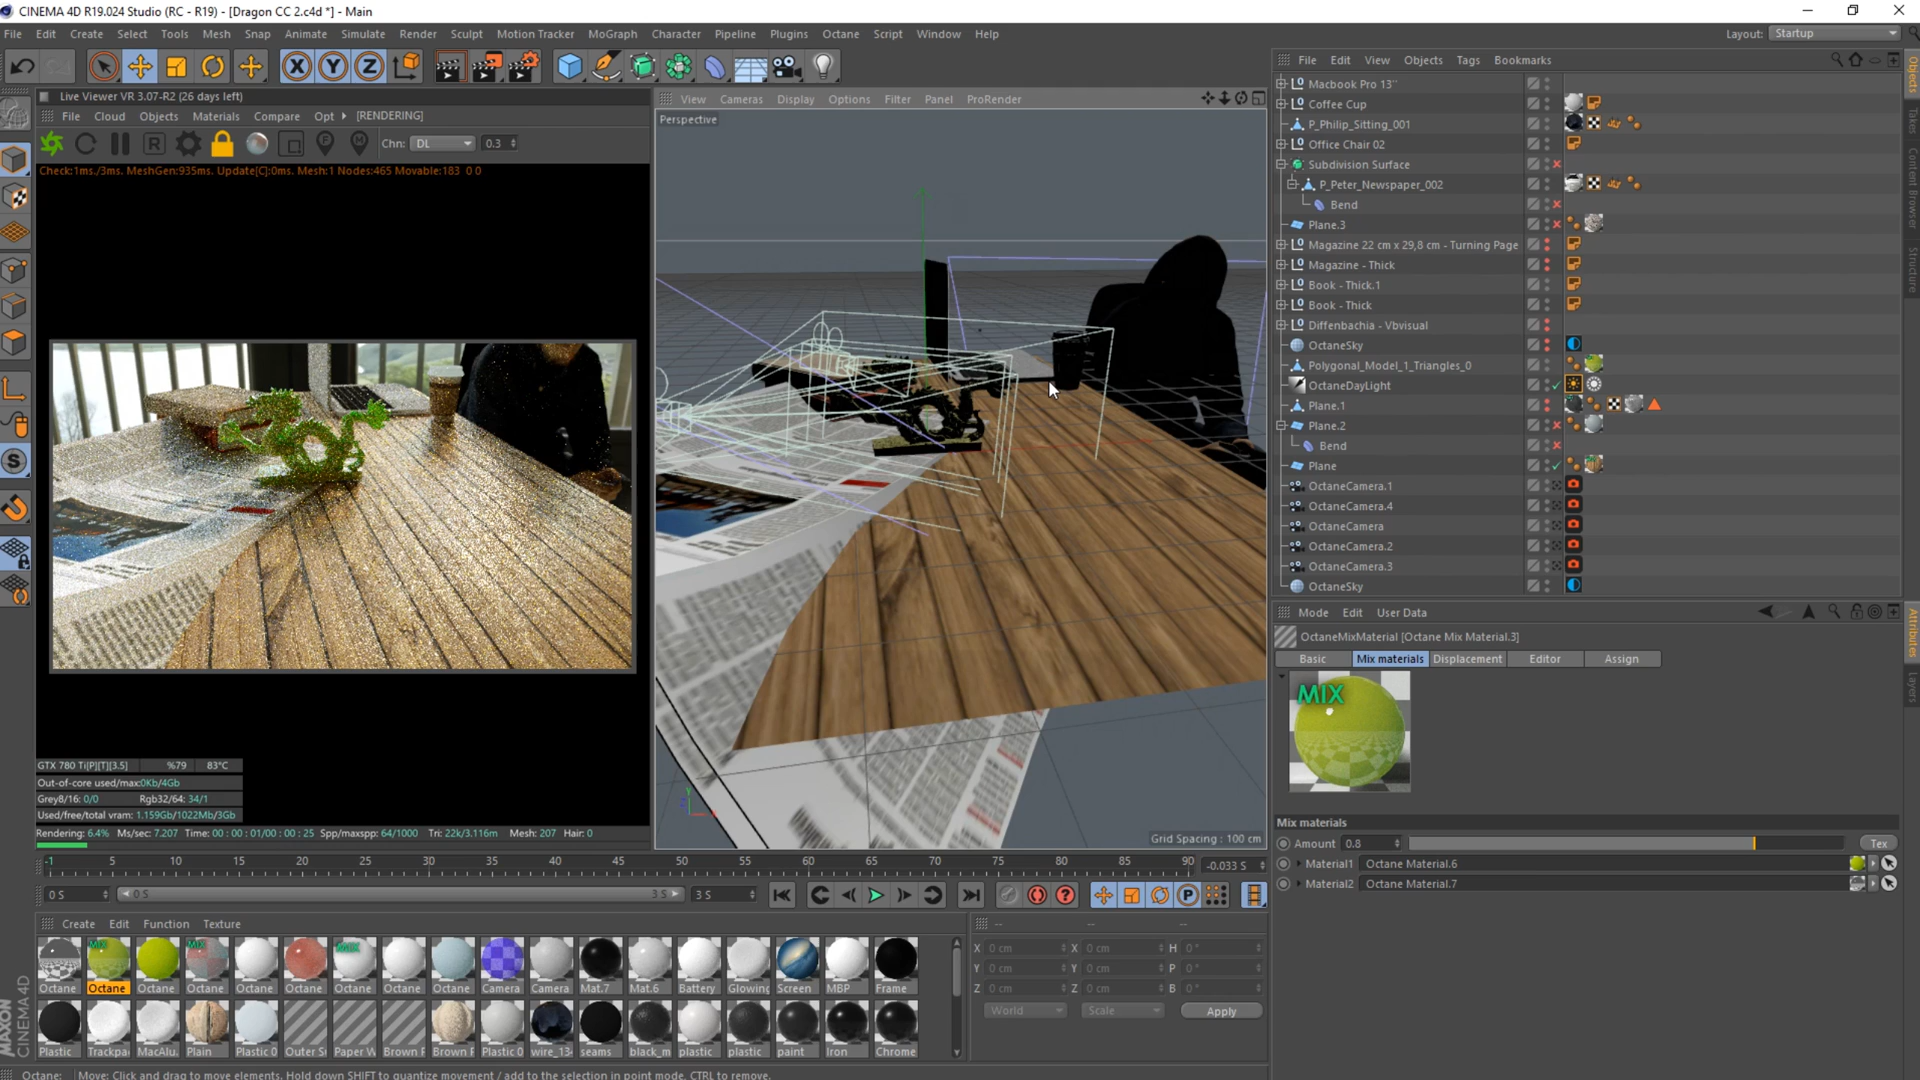 CINEMA 4D R19.024 Studio (RC - R19) - [Dragon CC 2.c4d *] - Main
File Edit Create Select Tools Mesh Snap Animate Simulate Render Sculpt Motion Tracker MoGraph Character Pipeline Plugins Octane Script Window Help
Layout: Startup
X Y Z
Live Viewer VR 3.07-R2 (26 days left)
File Cloud Objects Materials Compare Opt [RENDERING]
Chn: DL 0.3
Check:1ms./3ms. MeshGen:935ms. Update[C]:0ms. Mesh:1 Nodes:465 Movable:183 0 0
GTX 780 Ti[P][T][3.5] %79 83°C
Out-of-core used/max:0Kb/4Gb
Grey8/16: 0/0 Rgb32/64: 34/1
Used/free/total vram: 1.159Gb/1022Mb/3Gb
Rendering: 6.4% Ms/sec: 7.207 Time: 00 : 00 : 01/00 : 00 : 25 Spp/maxspp: 64/1000 Tri: 22k/3.116m Mesh: 207 Hair: 0
View Cameras Display Options Filter Panel ProRender
Perspective
Grid Spacing : 100 cm
-1 5 10 15 20 25 30 35 40 45 50 55 60 65 70 75 80 85 90 -0.033 S
0 S 0 S 3 S 3 S
Create Edit Function Texture
MIX MIX MIX
Octane Octane Octane Octane Octane Octane Octane Octane Octane Camera Camera Mat.7 Mat.6 Battery Glowing Screen MBP Frame
Plastic Trackpa MacAlu. Plain Plastic 0 Outer S Paper W Brown F Brown F Plastic 0 wire_13 seams black_m plastic plastic paint Iron Chrome
MAXON
CINEMA 4D
-- -- --
X 0 cm X 0 cm H 0 °
Y 0 cm Y 0 cm P 0 °
Z 0 cm Z 0 cm B 0 °
World Scale Apply
Octane: Move: Click and drag to move elements. Hold down SHIFT to quantize movement / add to the selection in point mode, CTRL to remove.
File Edit View Objects Tags Bookmarks
Macbook Pro 13''
Coffee Cup
P_Philip_Sitting_001
Office Chair 02
Subdivision Surface
P_Peter_Newspaper_002
Bend
Plane.3
Magazine 22 cm x 29,8 cm - Turning Page
Magazine - Thick
Book - Thick.1
Book - Thick
Diffenbachia - Vbvisual
OctaneSky
Polygonal_Model_1_Triangles_0
OctaneDayLight
Plane.1
Plane.2
Bend
Plane
OctaneCamera.1
OctaneCamera.4
OctaneCamera
OctaneCamera.2
OctaneCamera.3
OctaneSky
Mode Edit User Data
OctaneMixMaterial [Octane Mix Material.3]
Basic Mix materials Displacement Editor Assign
MIX
Mix materials
Amount 0.8 Tex
Material1 Octane Material.6
Material2 Octane Material.7
Objects
Takes
Content Browser
Structure
Attributes
Layers